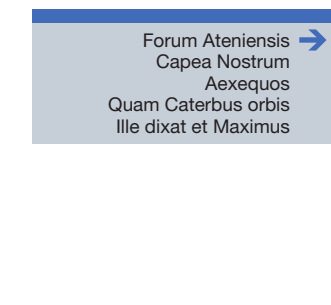 Forum Ateniensis
Capea Nostrum
Aexequos
Quam Caterbus orbis
Ille dixat et Maximus